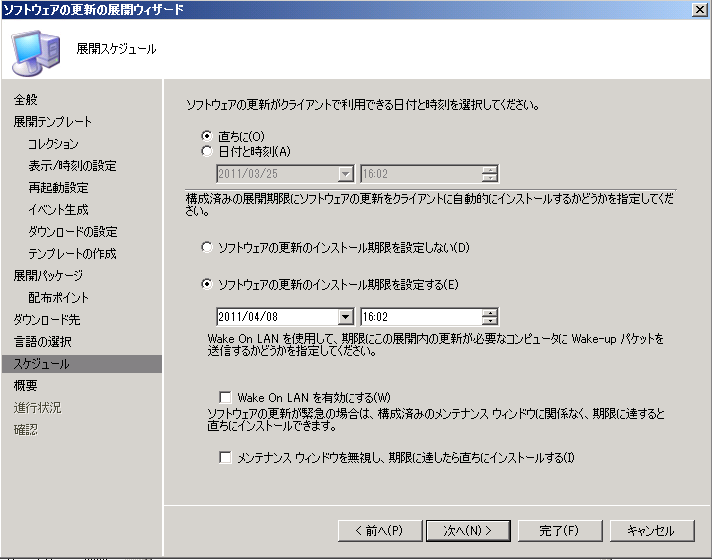 ソフトウェアの更新の展開ウィザード
展開スケジュール
全般
展開テンプレート
コレクション
表示/時刻の設定
再起動設定
イベント生成
ダウンロードの設定
テンプレートの作成
展開パッケージ
配布ポイント
ダウンロード先
言語の選択
スケジュール
概要
進行状況
確認
ソフトウェアの更新がクライアントで利用できる日付と時刻を選択してください。
直ちに(O)
日付と時刻(A)
2011/03/25 16:02
構成済みの展開期限にソフトウェアの更新をクライアントに自動的にインストールするかどうかを指定してくだ
さい。
ソフトウェアの更新のインストール期限を設定しない(D)
ソフトウェアの更新のインストール期限を設定する(E)
2011/04/08 16:02
Wake On LAN を使用して、期限にこの展開内の更新が必要なコンピュータに Wake-up パケットを
送信するかどうかを指定してください。
Wake On LAN を有効にする(W)
ソフトウェアの更新が緊急の場合は、構成済みのメンテナンス ウィンドウに関係なく、期限に達すると
直ちにインストールできます。
メンテナンス ウィンドウを無視し、期限に達したら直ちにインストールする(I)
< 前へ(P) 次へ(N) > 完了(F) キャンセル